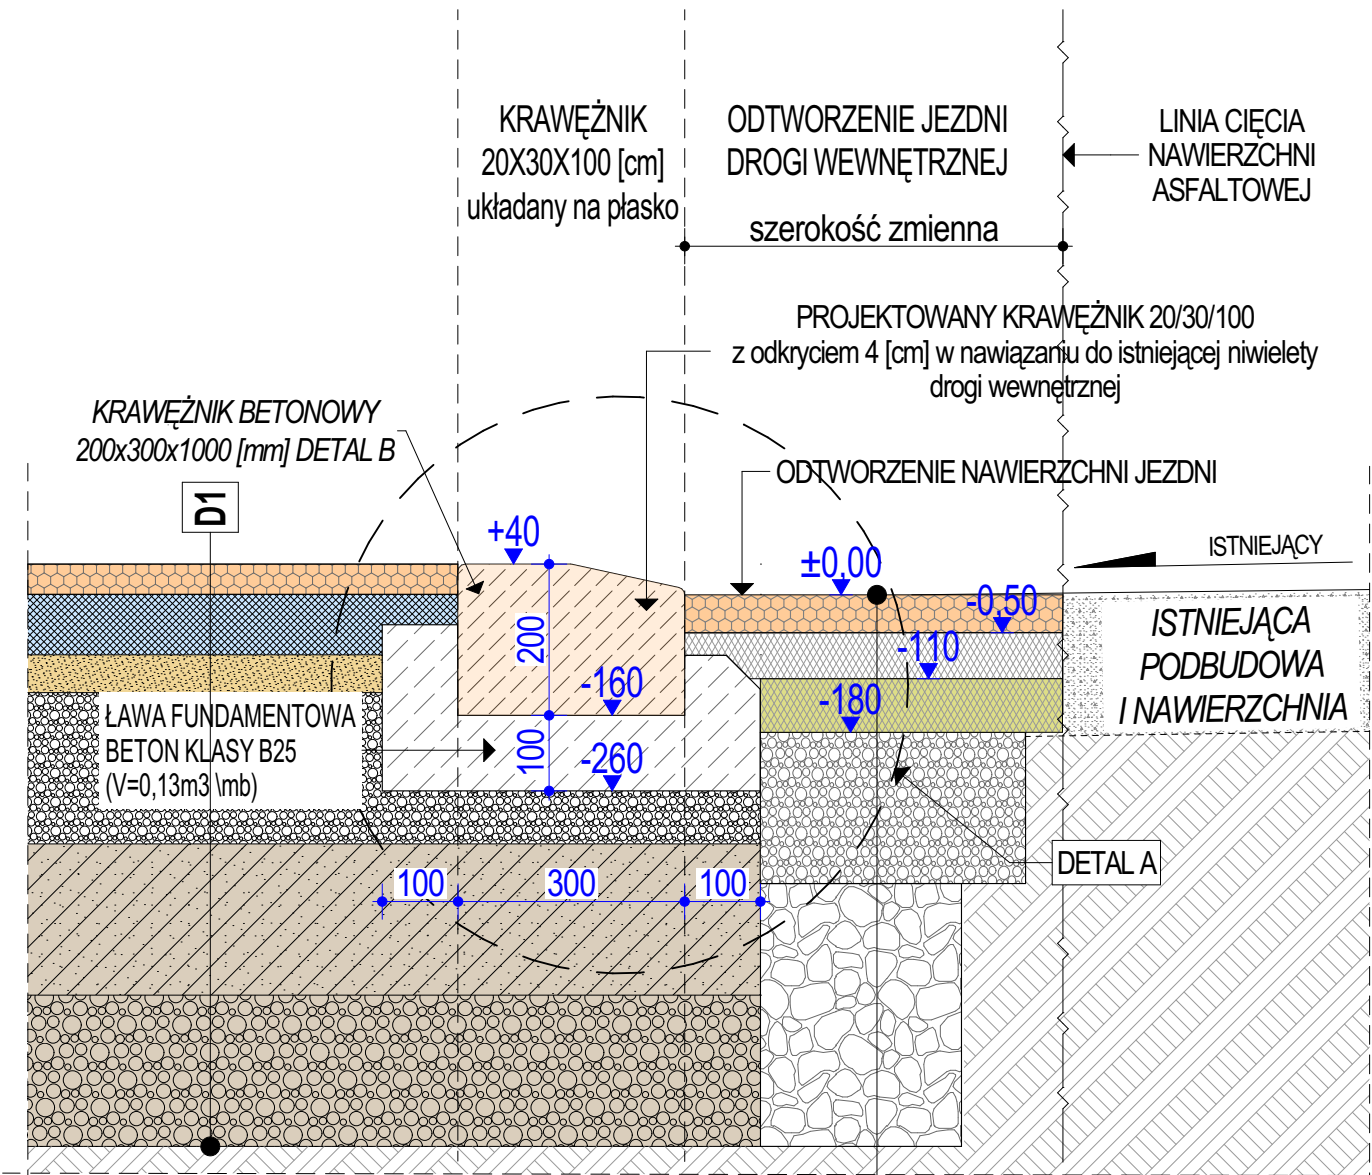 KRAWĘŻNIK
20X30X100 [cm]
układany na płasko
ODTWORZENIE JEZDNI
DROGI WEWNĘTRZNEJ
szerokość zmienna
LINIA CIĘCIA
NAWIERZCHNI
ASFALTOWEJ
PROJEKTOWANY KRAWĘŻNIK 20/30/100
z odkryciem 4 [cm] w nawiązaniu do istniejącej niwielety
drogi wewnętrznej
KRAWĘŻNIK BETONOWY
200x300x1000 [mm] DETAL B
ODTWORZENIE NAWIERZCHNI JEZDNI
D1
+40
±0,00
ISTNIEJĄCY
-0,50
200
-110
ISTNIEJĄCA
PODBUDOWA
I NAWIERZCHNIA
-160
-180
ŁAWA FUNDAMENTOWA
BETON KLASY B25
(V=0,13m3 \mb)
100
-260
DETAL A
100
300
100